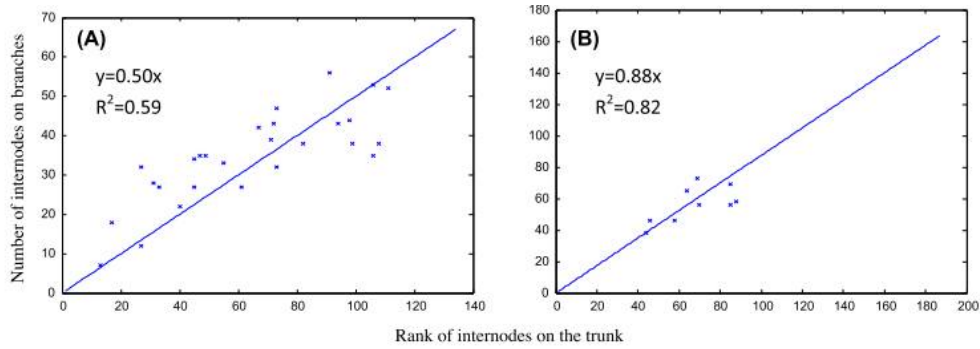 (A)
y=0.50x
R²=0.59
Number of internodes on branches
70
60
50
40
30
20
10
0
0 20 40 60 80 100 120 140
(B)
y=0.88x
R²=0.82
180
160
140
120
100
80
60
40
20
0
0 20 40 60 80 100 120 140 160 180 200
Rank of internodes on the trunk